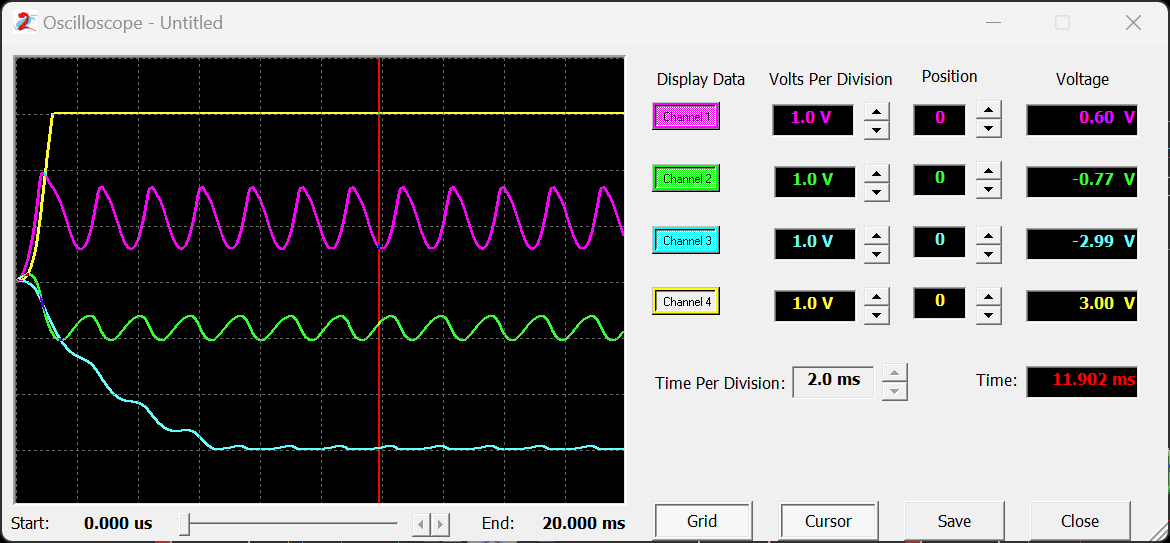 Oscilloscope - Untitled
Display Data Volts Per Division Position Voltage
Channel 1 1.0 V 0 0.60 V
Channel 2 1.0 V 0 -0.77 V
Channel 3 1.0 V 0 -2.99 V
Channel 4 1.0 V 0 3.00 V
Time Per Division: 2.0 ms Time: 11.902 ms
Start: 0.000 us End: 20.000 ms Grid Cursor Save Close